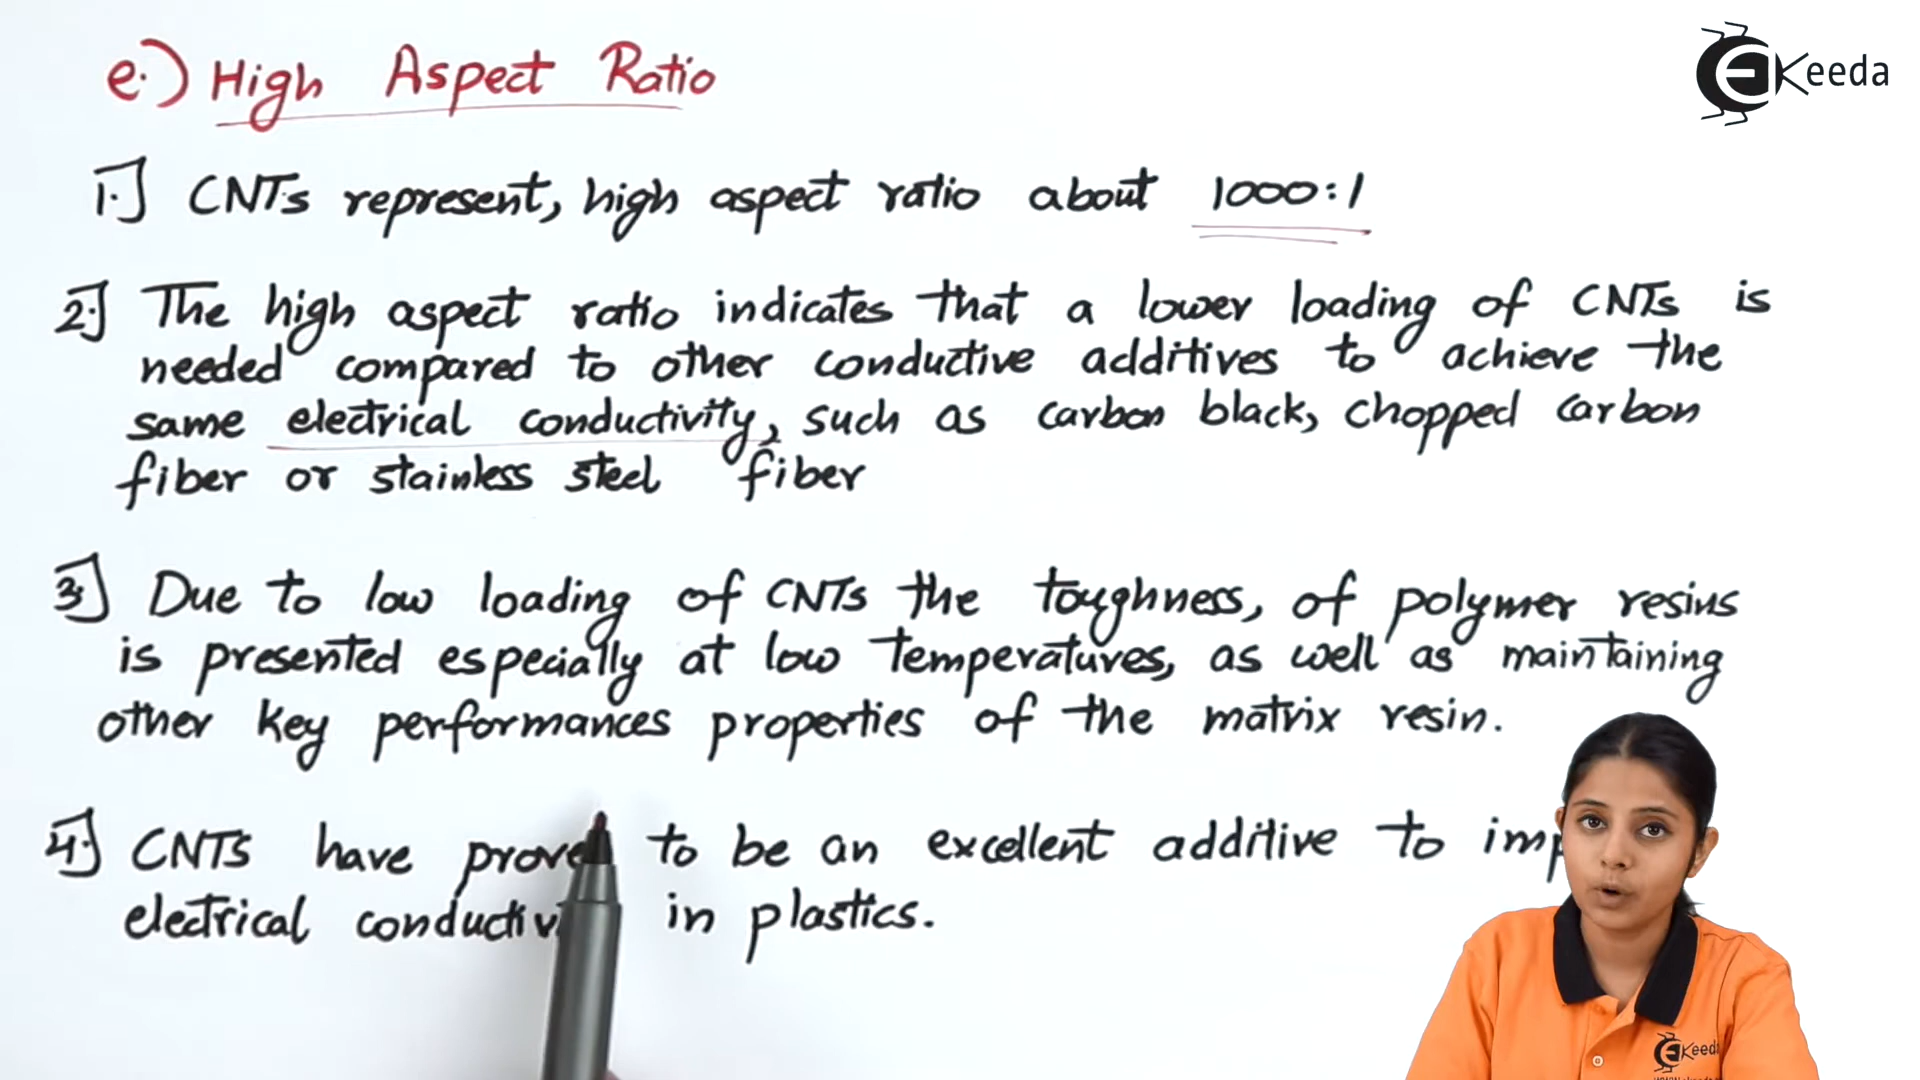 e.) High Aspect Ratio
EKeeda
1.] CNTs represent, high aspect ratio about 1000:1
2.] The high aspect ratio indicates that a lower loading of CNTs is
needed compared to other conductive additives to achieve the
same electrical conductivity, such as carbon black, chopped carbon
fiber or stainless steel fiber
3.] Due to low loading of CNTs the toughness, of polymer resins
is presented especially at low temperatures, as well as maintaining
other key performances properties of the matrix resin.
4.] CNTS have prove to be an excellent additive to imp
electrical conductivi in plastics.
EKeeda